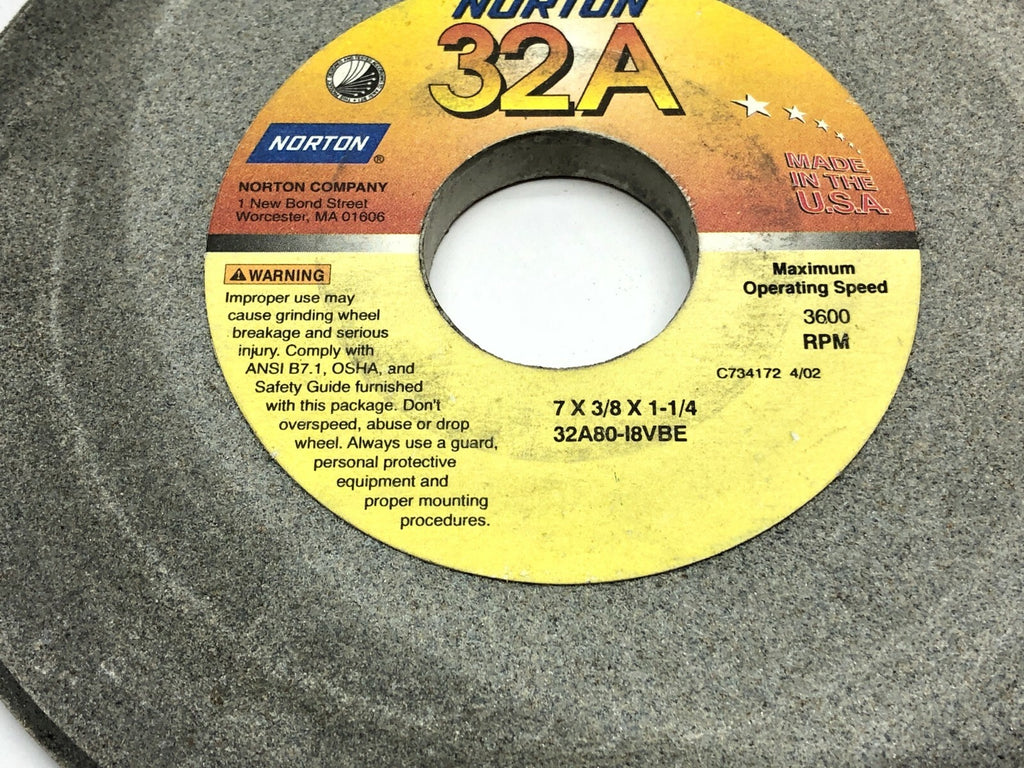 NORTON
32A
NORTON®
NORTON COMPANY
1 New Bond Street
Worcester, MA 01606
MADE
IN THE
U.S.A.
WARNING
Improper use may
cause grinding wheel
breakage and serious
injury. Comply with
ANSI B7.1, OSHA, and
Safety Guide furnished
with this package. Don't
overspeed, abuse or drop
wheel. Always use a guard,
personal protective
equipment and
proper mounting
procedures.
Maximum
Operating Speed
3600
RPM
C734172 4/02
7 X 3/8 X 1-1/4
32A80-I8VBE